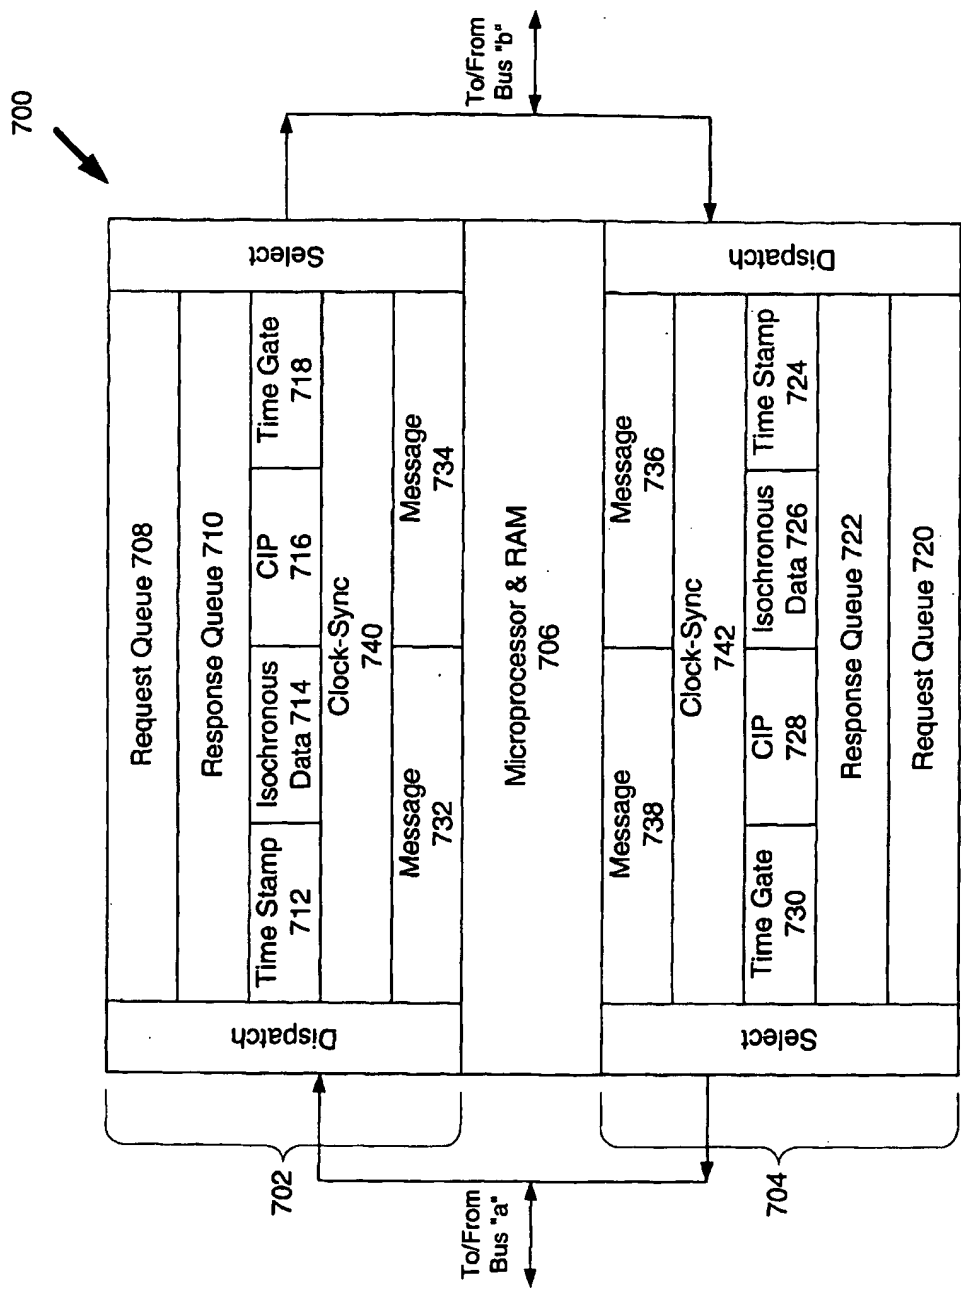 700
To/From
Bus "b"
Select
Request Queue 708
Response Queue 710
Time Stamp
712
Isochronous
Data 714
CIP
716
Time Gate
718
Clock-Sync
740
Message
732
Message
734
Dispatch
702
Microprocessor & RAM
706
Dispatch
Message
738
Message
736
Clock-Sync
742
Time Gate
730
CIP
728
Isochronous
Data 726
Time Stamp
724
Response Queue 722
Request Queue 720
Select
704
To/From
Bus "a"